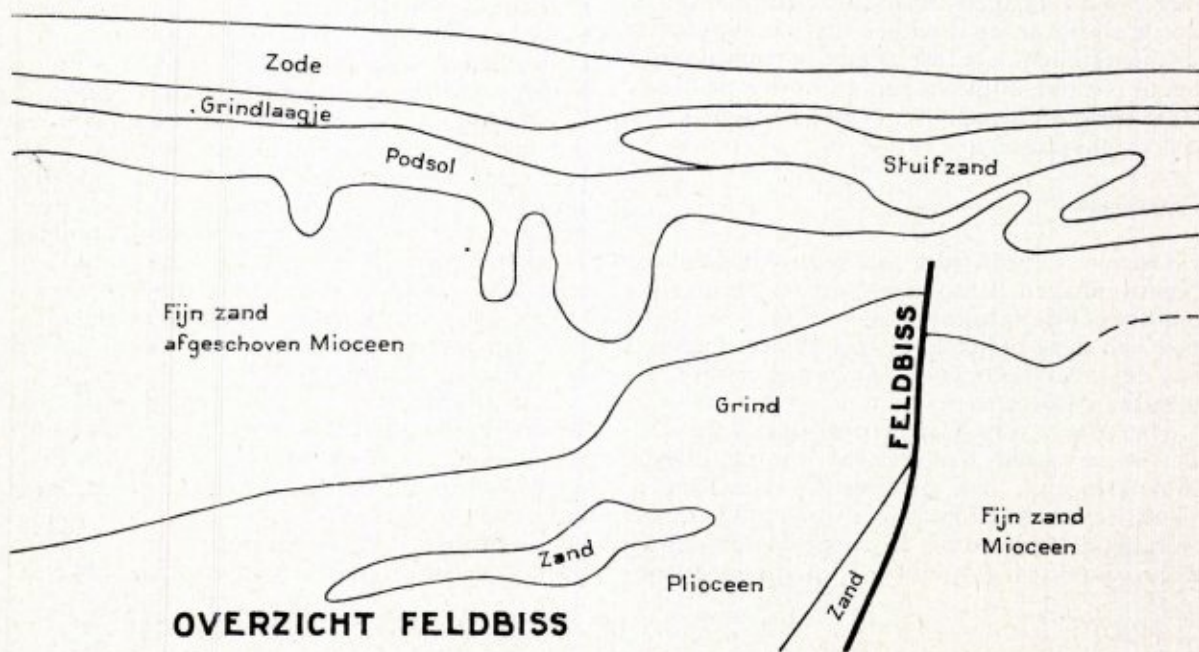 Zode
Grindlaagje
Podsol
Stuifzand
Fijn zand
afgeschoven Mioceen
FELDBISS
Grind
Zand
Plioceen
Zand
Fijn zand
Mioceen
OVERZICHT FELDBISS